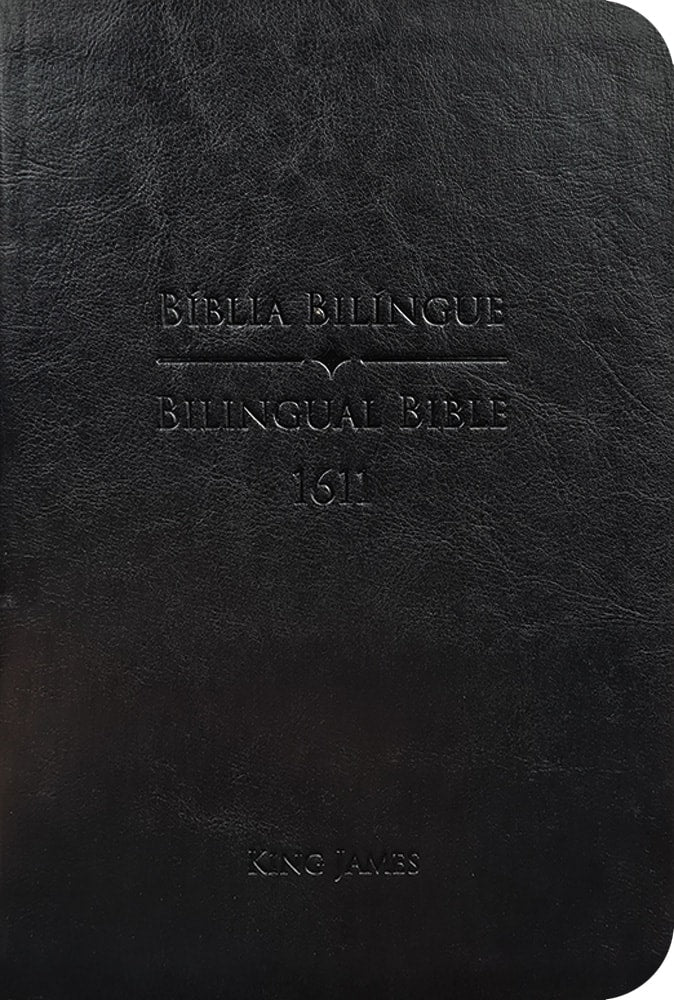 BÍBLIA BILÍNGUE
BILINGUAL BIBLE
1611
KING JAMES